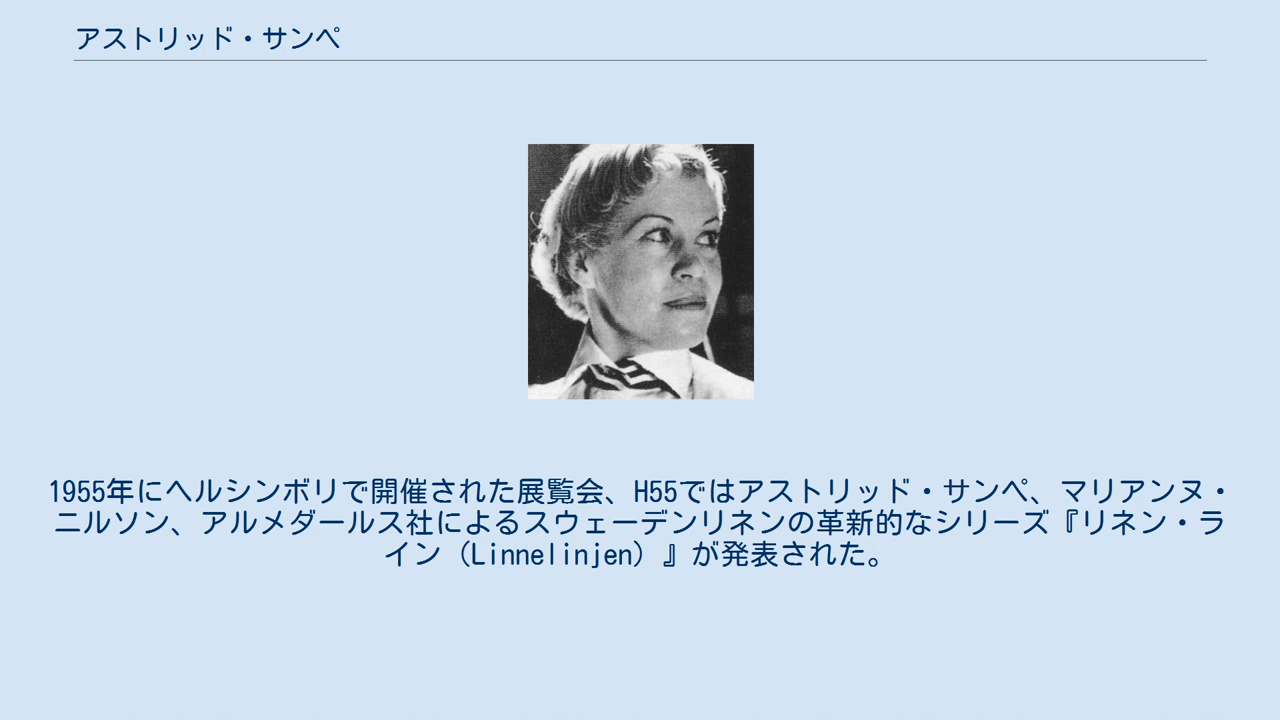 アストリッド・サンペ
1955年にヘルシンボリで開催された展覧会、H55ではアストリッド・サンペ、マリアンヌ・
ニルソン、アルメダールス社によるスウェーデンリネンの革新的なシリーズ『リネン・ラ
イン（Linnelinjen）』が発表された。